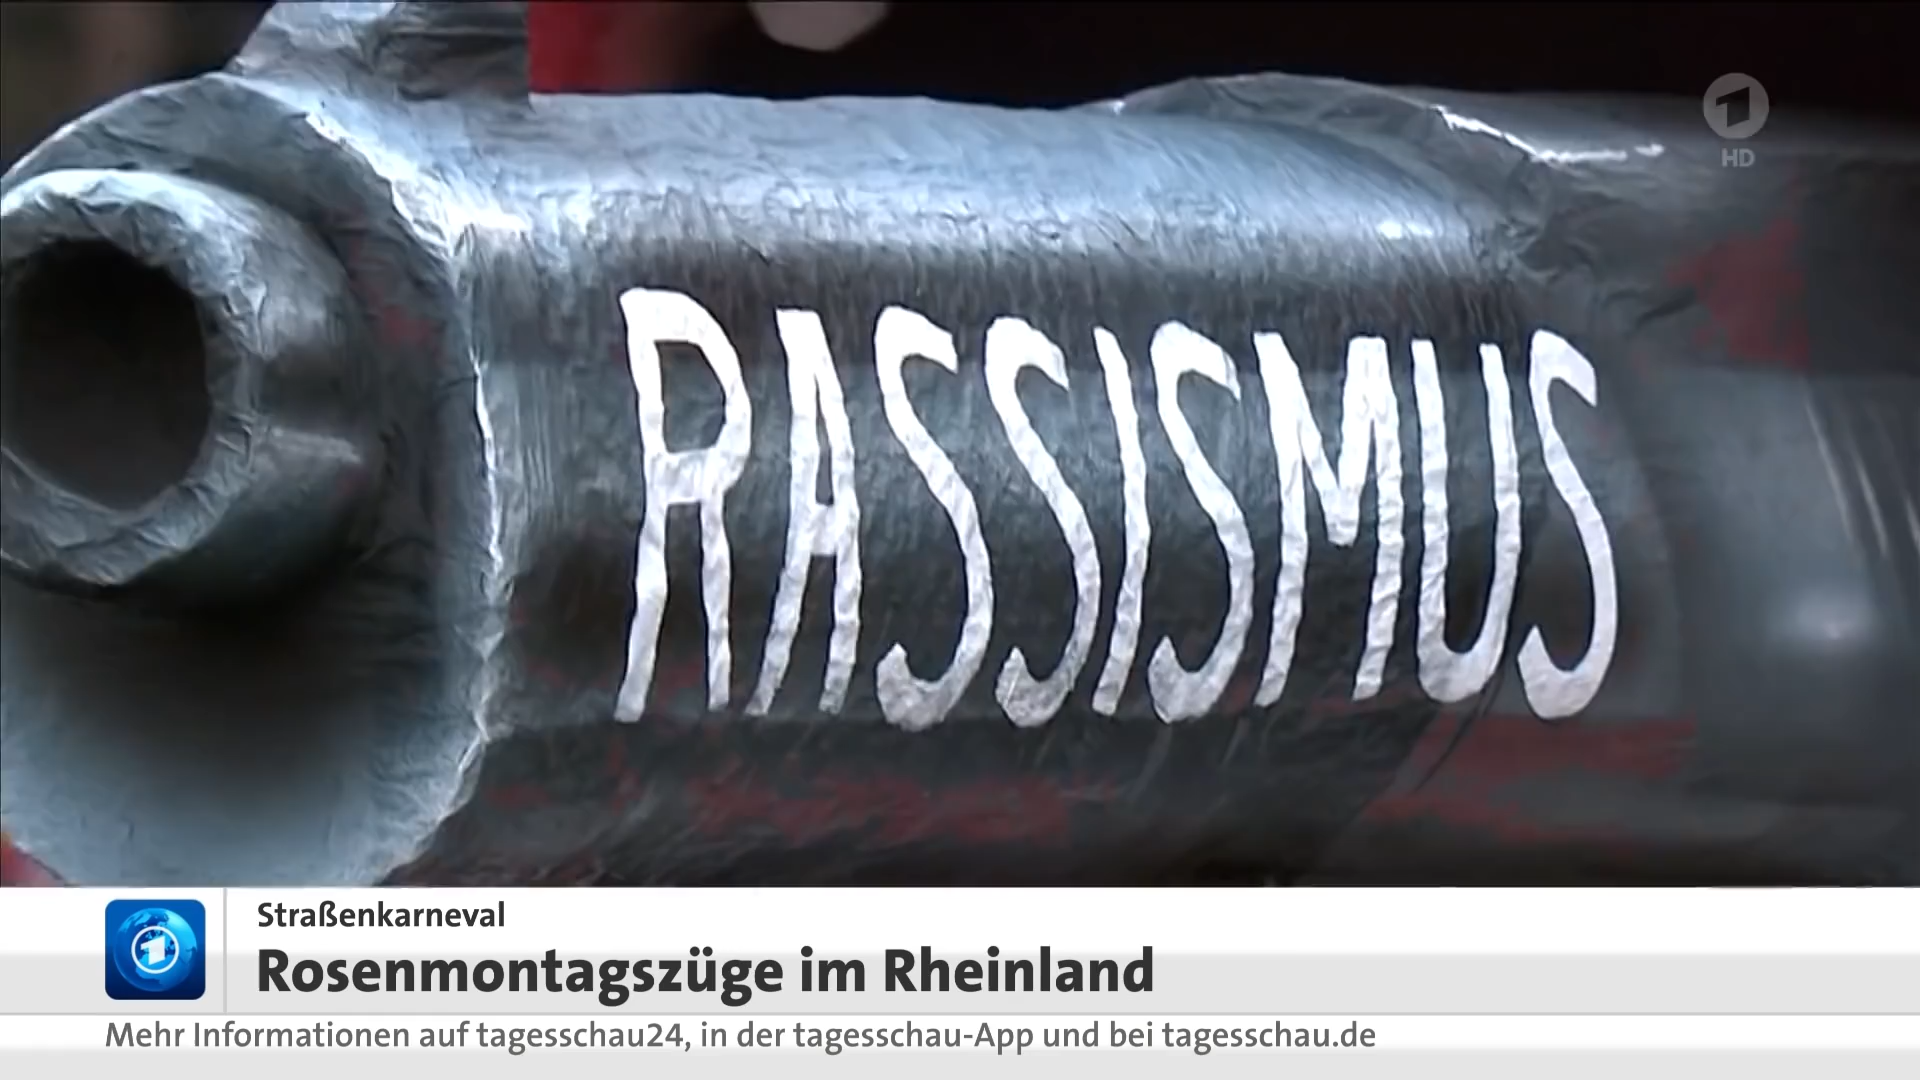 HD
RASSISMUS
Straßenkarneval
Rosenmontagszüge im Rheinland
Mehr Informationen auf tagesschau24, in der tagesschau-App und bei tagesschau.de